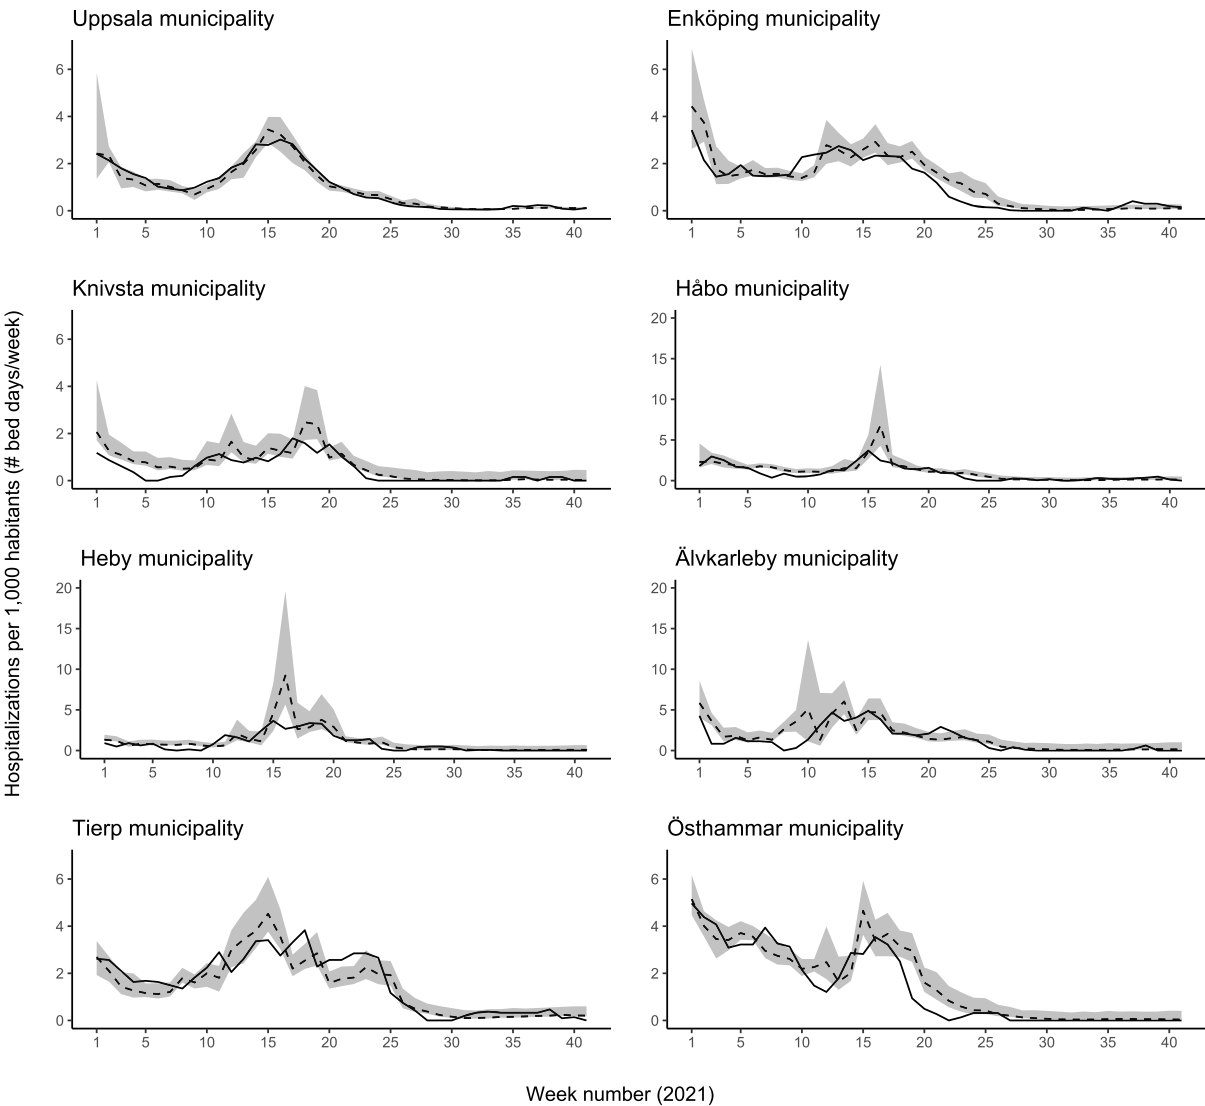 Uppsala municipality
6
4
2
0
1 5 10 15 20 25 30 35 40
Enköping municipality
6
4
2
0
1 5 10 15 20 25 30 35 40
Knivsta municipality
6
4
2
0
1 5 10 15 20 25 30 35 40
Håbo municipality
20
15
10
5
0
1 5 10 15 20 25 30 35 40
Heby municipality
20
15
10
5
0
1 5 10 15 20 25 30 35 40
Älvkarleby municipality
20
15
10
5
0
1 5 10 15 20 25 30 35 40
Tierp municipality
6
4
2
0
1 5 10 15 20 25 30 35 40
Östhammar municipality
6
4
2
0
1 5 10 15 20 25 30 35 40
Hospitalizations per 1,000 habitants (# bed days/week)
Week number (2021)